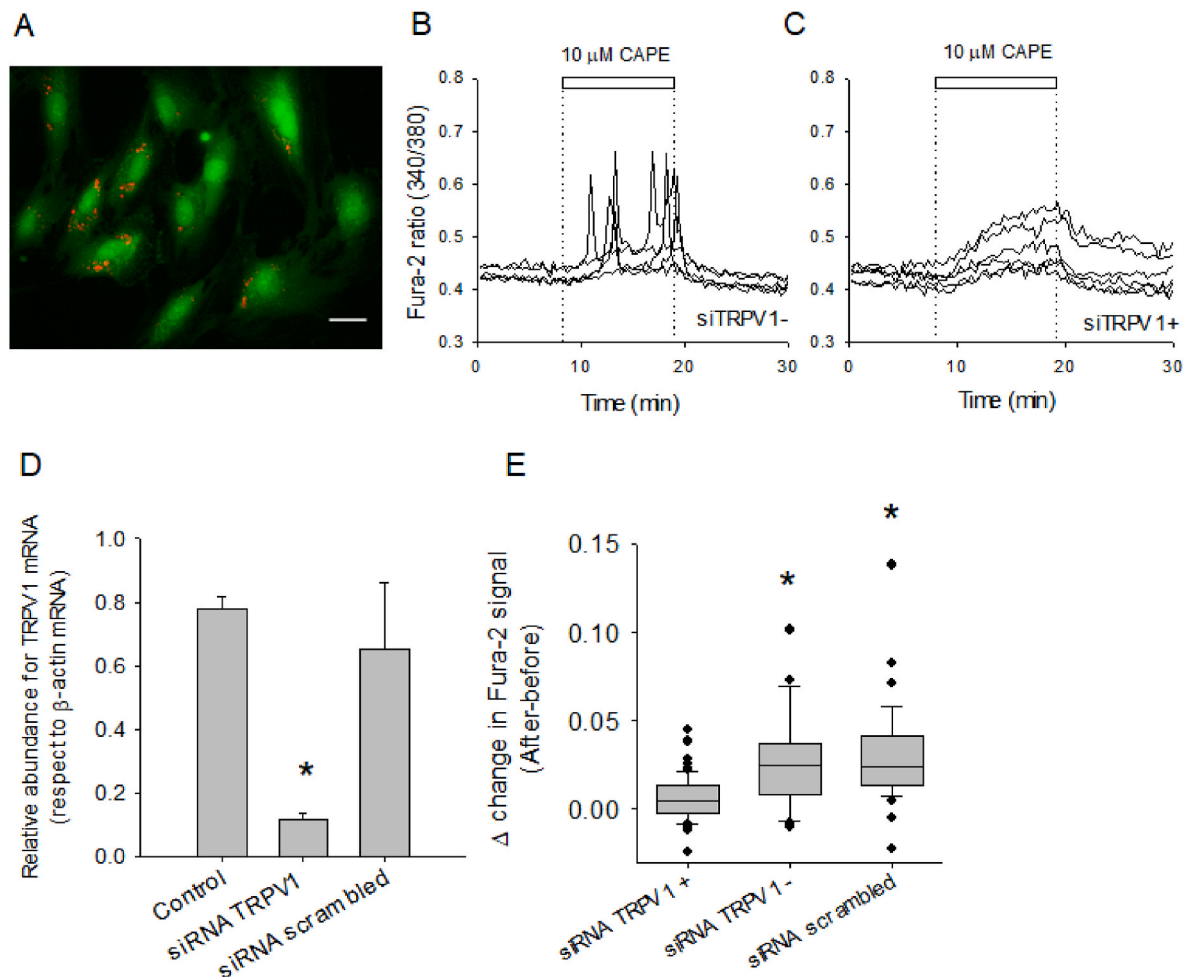 A
B
C
10 μM CAPE
10 μM CAPE
Fura-2 ratio (340/380)
0.8
0.7
0.6
0.5
0.4
0.3
0
10
20
30
Time (min)
siTRPV1-
0.8
0.7
0.6
0.5
0.4
0.3
0
10
20
30
Time (min)
siTRPV1+
D
Relative abundance for TRPV1 mRNA
(respect to β-actin mRNA)
1.0
0.8
0.6
0.4
0.2
0.0
*
Control
siRNA TRPV1
siRNA scrambled
E
Δ change in Fura-2 signal
(After-before)
0.15
0.10
0.05
0.00
*
*
siRNA TRPV1 +
siRNA TRPV1 -
siRNA scrambled